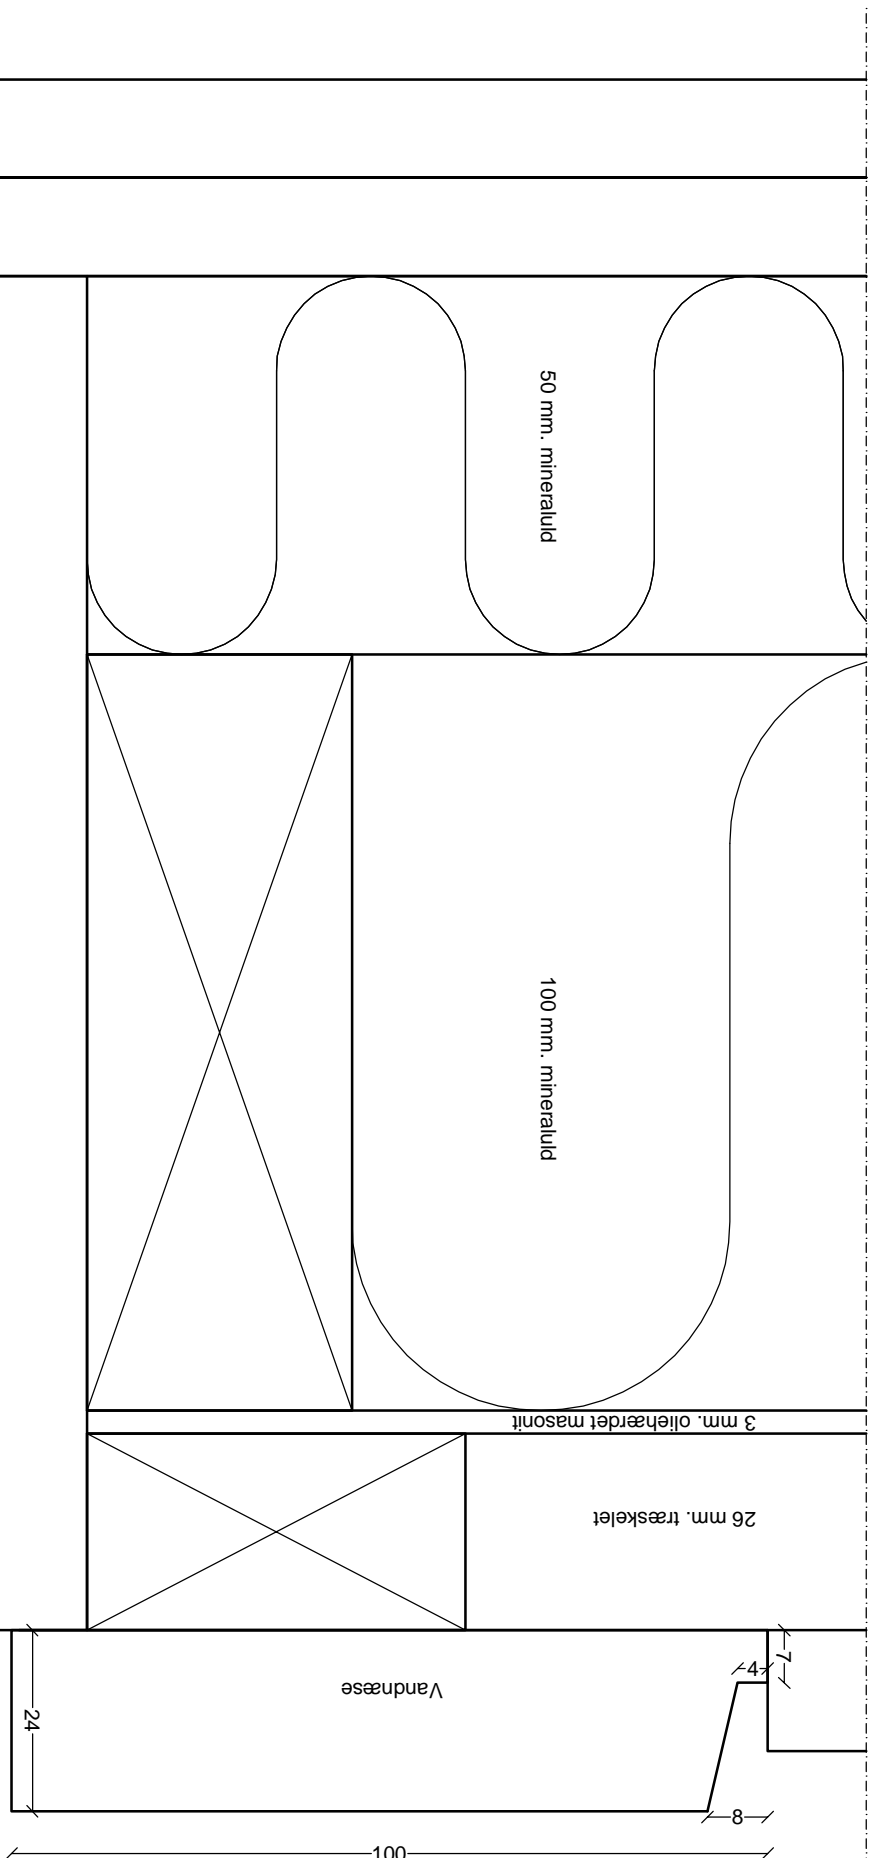 50 mm. mineraluld
100 mm. mineraluld
3 mm. oliehærdet masonit
26 mm. træskelet
7
4
Vandnæse
24
8
100